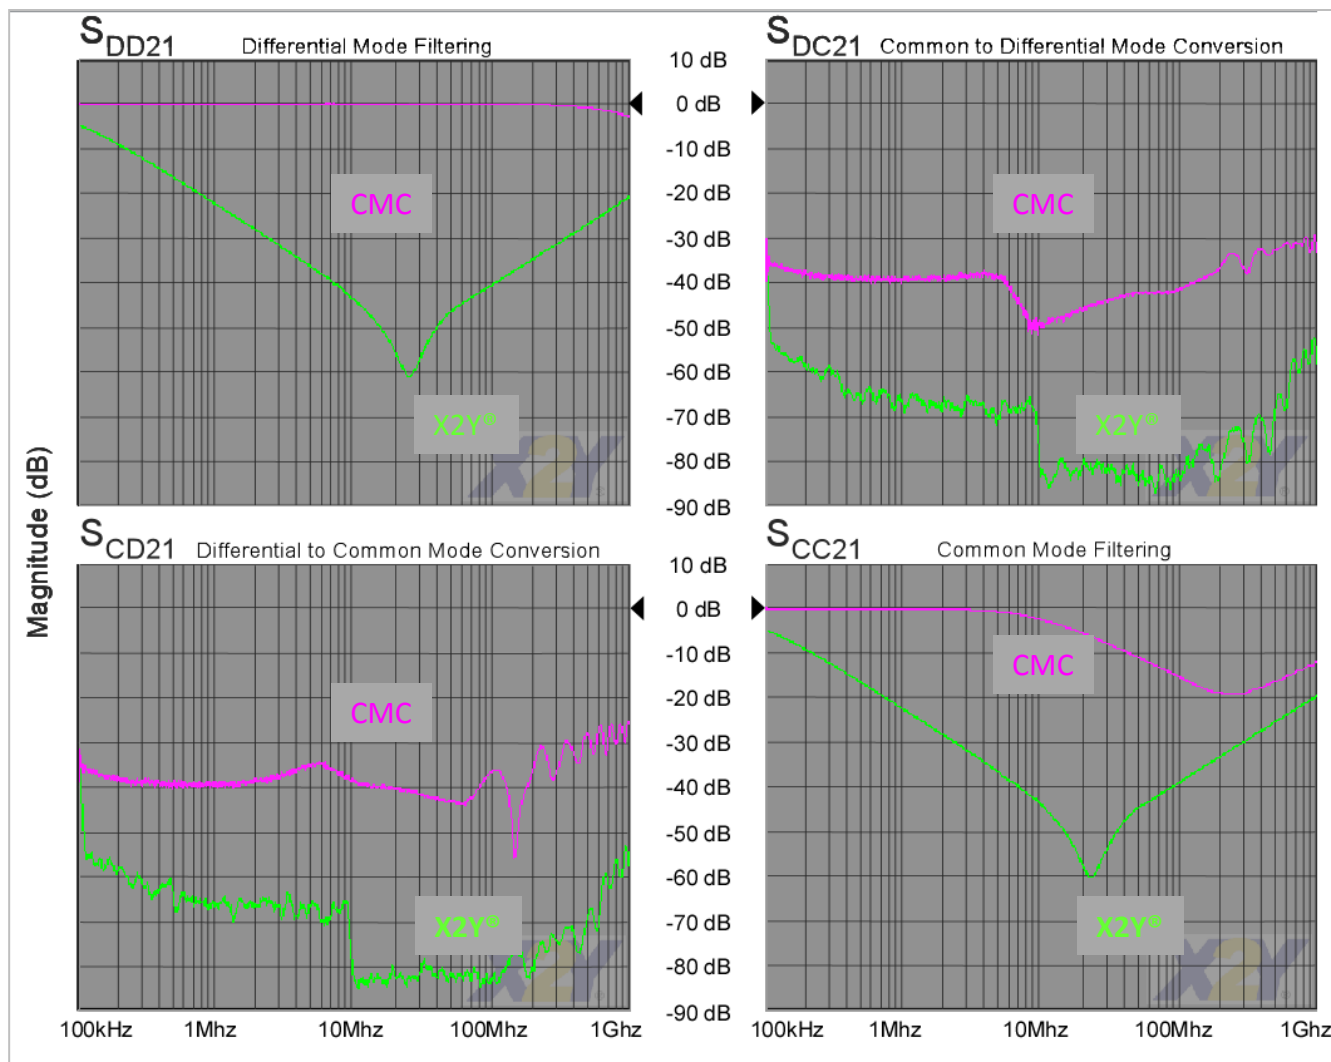 SDD21 Differential Mode Filtering
SDC21 Common to Differential Mode Conversion
10 dB
0 dB
-10 dB
-20 dB
-30 dB
-40 dB
-50 dB
-60 dB
-70 dB
-80 dB
-90 dB
CMC
X2Y®
X2Y
CMC
X2Y®
X2Y
Magnitude (dB)
SCD21 Differential to Common Mode Conversion
SCC21 Common Mode Filtering
10 dB
0 dB
-10 dB
-20 dB
-30 dB
-40 dB
-50 dB
-60 dB
-70 dB
-80 dB
-90 dB
CMC
X2Y®
X2Y
CMC
X2Y®
X2Y
100kHz 1Mhz 10Mhz 100Mhz 1Ghz
100kHz 1Mhz 10Mhz 100Mhz 1Ghz